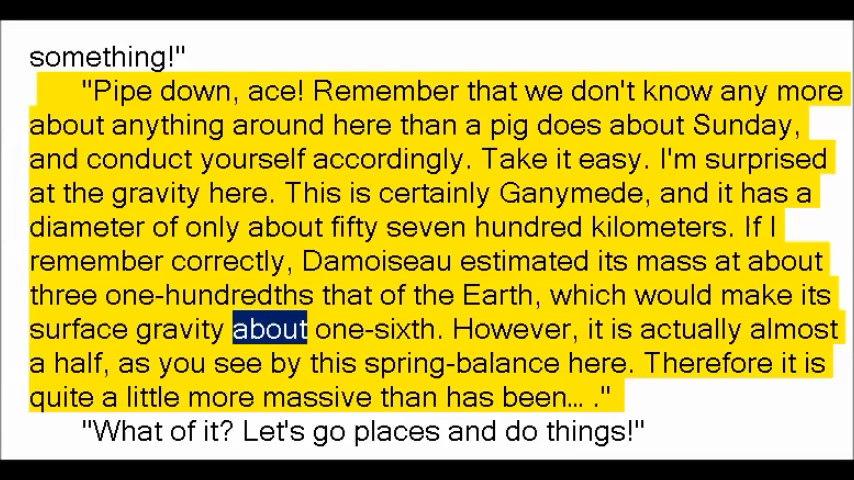 something!"
"Pipe down, ace! Remember that we don't know any more
about anything around here than a pig does about Sunday,
and conduct yourself accordingly. Take it easy. I'm surprised
at the gravity here. This is certainly Ganymede, and it has a
diameter of only about fifty seven hundred kilometers. If I
remember correctly, Damoiseau estimated its mass at about
three one-hundredths that of the Earth, which would make its
surface gravity about one-sixth. However, it is actually almost
a half, as you see by this spring-balance here. Therefore it is
quite a little more massive than has been... ."
"What of it? Let's go places and do things!"